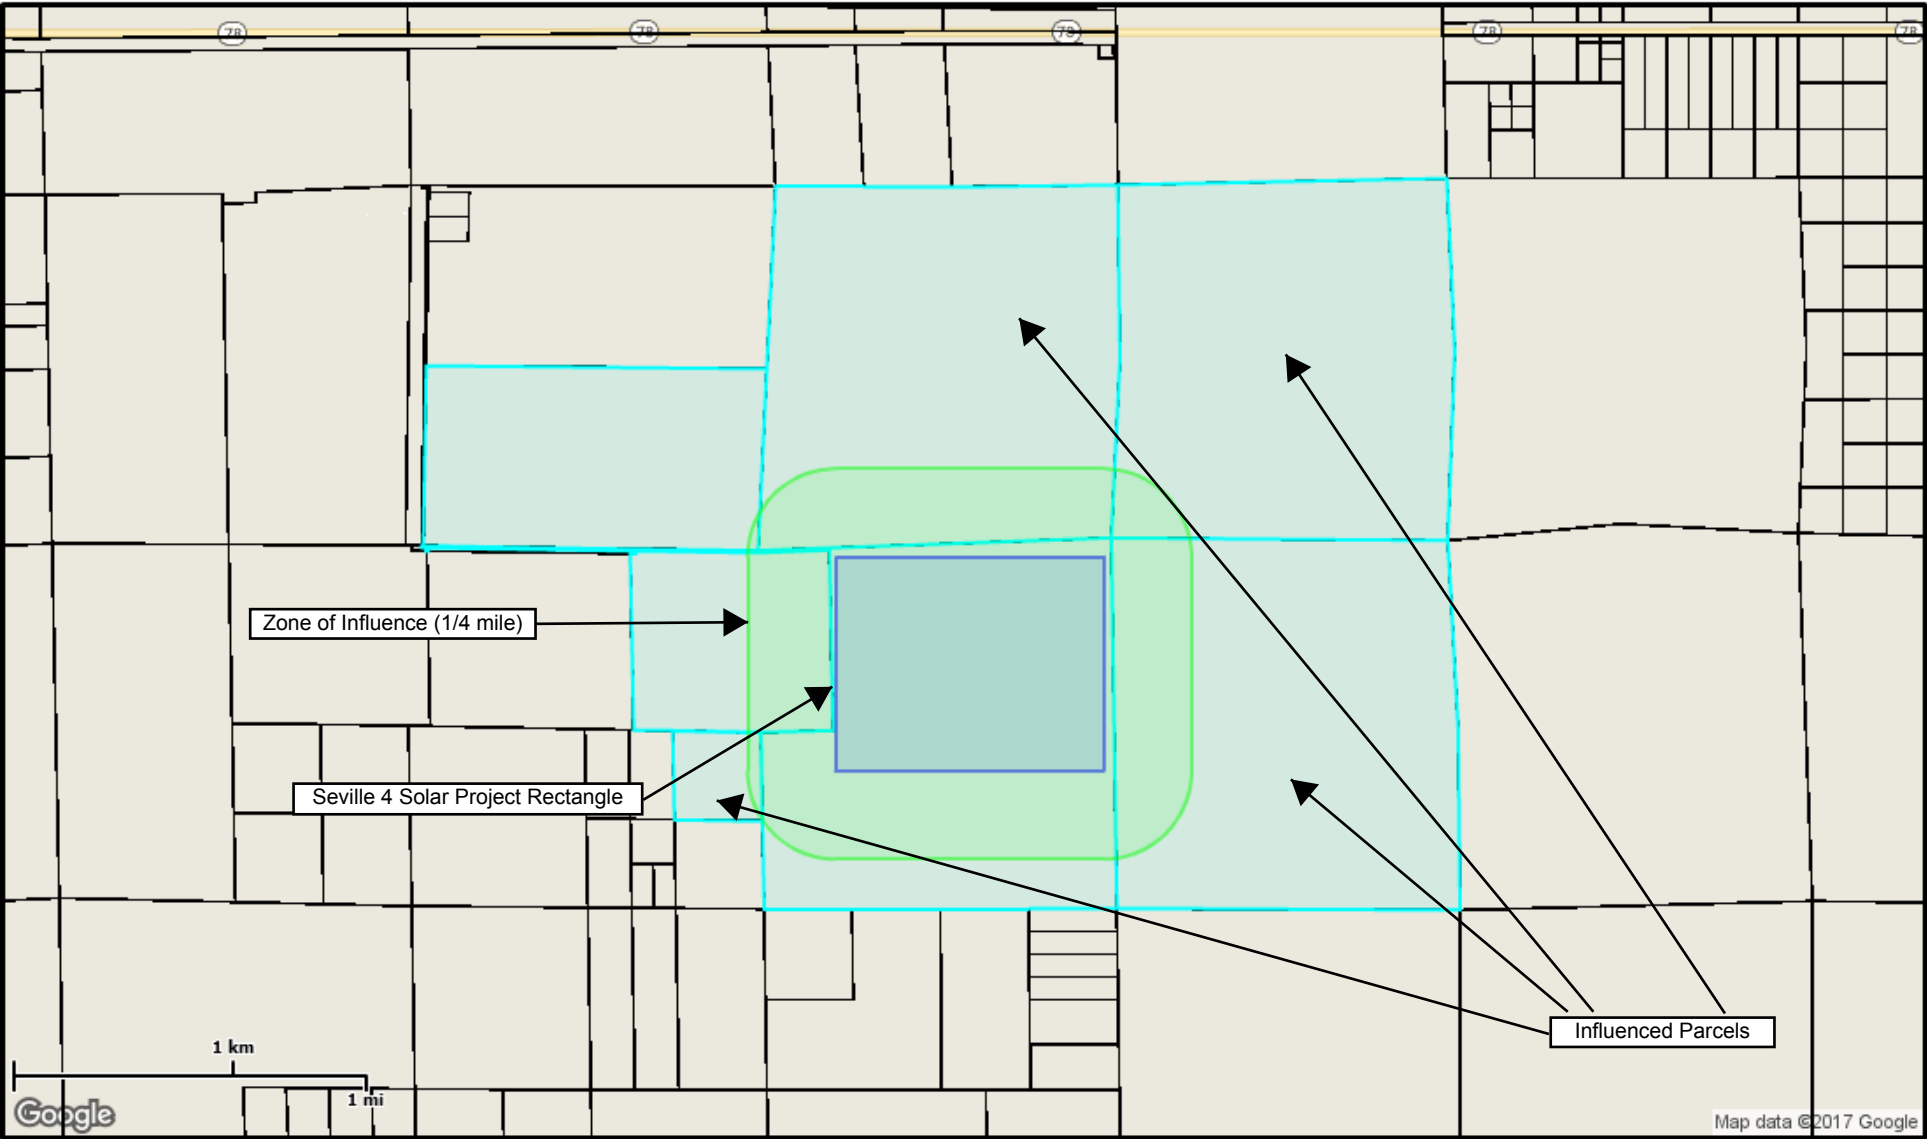 78 78 78 78 78
Zone of Influence (1/4 mile)
Seville 4 Solar Project Rectangle
Influenced Parcels
1 km
1 mi
Google
Map data ©2017 Google